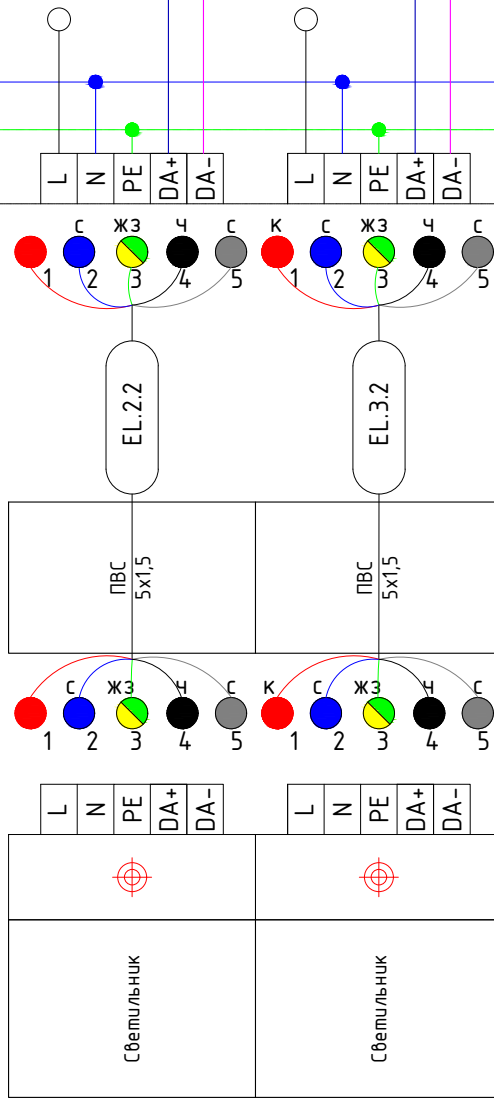 L N PE DA+ DA- L N PE DA+ DA-
С ЖЗ Ч С К С ЖЗ Ч С
1 2 3 4 5 1 2 3 4 5
EL.2.2 EL.3.2
ПВС ПВС
5х1,5 5х1,5
С ЖЗ Ч С К С ЖЗ Ч С
1 2 3 4 5 1 2 3 4 5
L N PE DA+ DA- L N PE DA+ DA-
Светильник Светильник